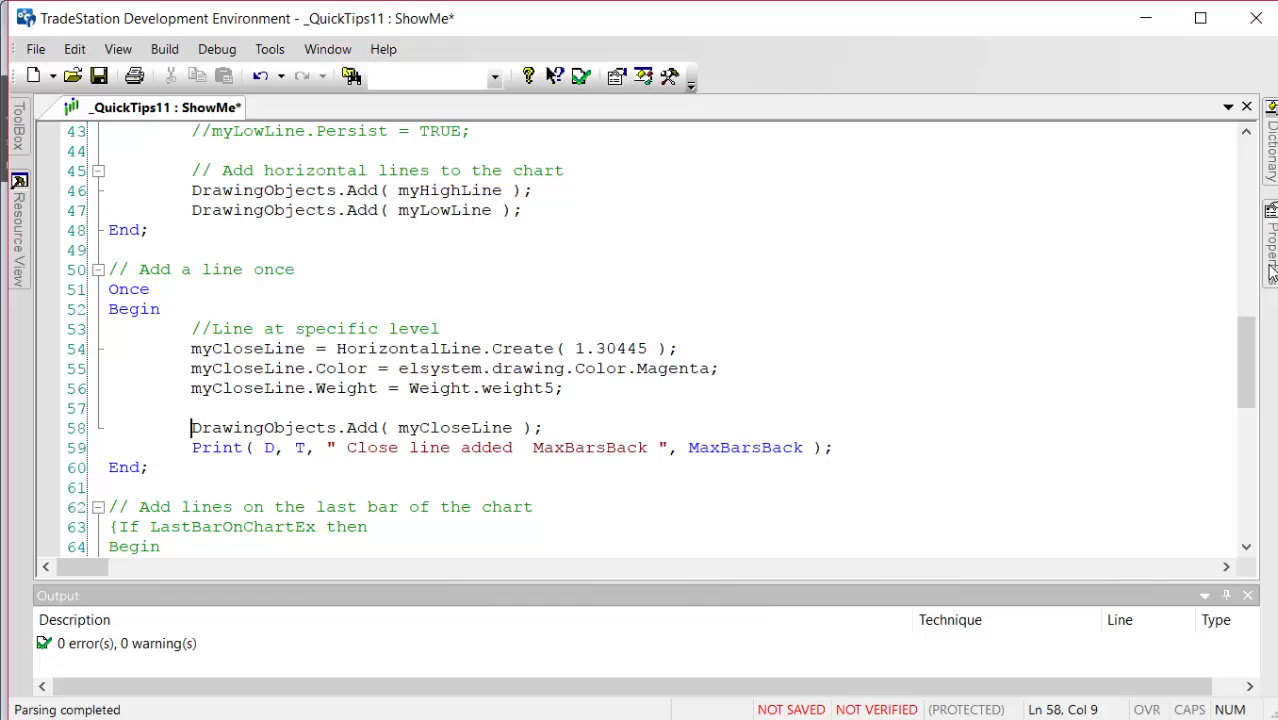 TradeStation Development Environment - _QuickTips11 : ShowMe*
File Edit View Build Debug Tools Window Help
_QuickTips11 : ShowMe*
ToolBox
Resource View
Dictionary
Properties
43 //myLowLine.Persist = TRUE;
44
45 // Add horizontal lines to the chart
46 DrawingObjects.Add( myHighLine );
47 DrawingObjects.Add( myLowLine );
48 End;
49
50 // Add a line once
51 Once
52 Begin
53 //Line at specific level
54 myCloseLine = HorizontalLine.Create( 1.30445 );
55 myCloseLine.Color = elsystem.drawing.Color.Magenta;
56 myCloseLine.Weight = Weight.weight5;
57
58 DrawingObjects.Add( myCloseLine );
59 Print( D, T, " Close line added  MaxBarsBack ", MaxBarsBack );
60 End;
61
62 // Add lines on the last bar of the chart
63 {If LastBarOnChartEx then
64 Begin
Output
Description Technique Line Type
0 error(s), 0 warning(s)
Parsing completed NOT SAVED NOT VERIFIED (PROTECTED) Ln 58, Col 9 OVR CAPS NUM